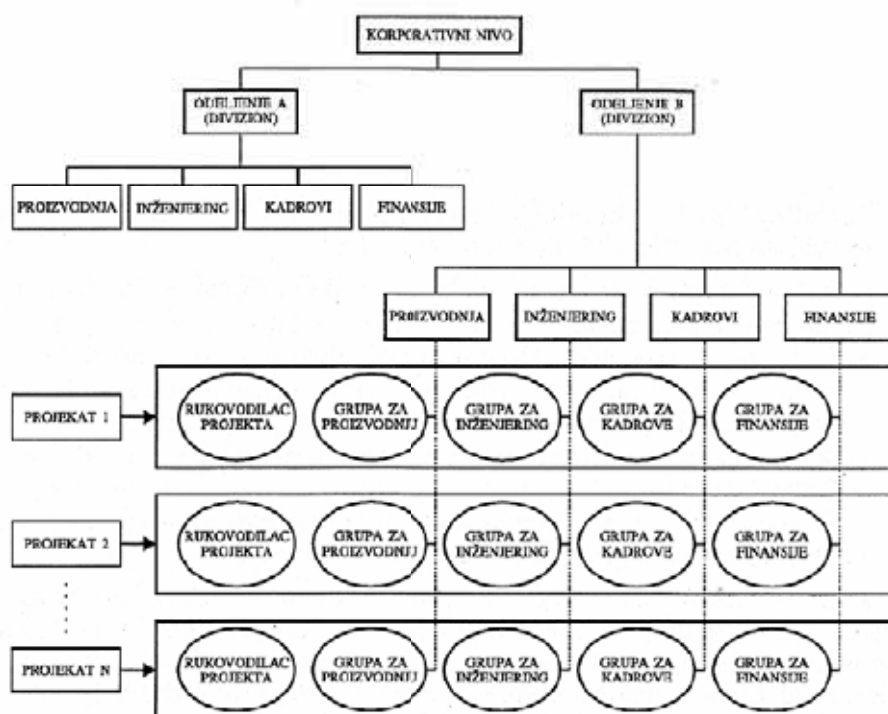 KORPORATIVNI NIVO
ODELJENJE A
(DIVIZION)
ODELJENJE B
(DIVIZION)
PROIZVODNJA
INŽENJERING
KADROVI
FINANSIJE
PROIZVODNJA
INŽENJERING
KADROVI
FINANSIJE
PROJEKAT 1
RUKOVODILAC
PROJEKTA
GRUPA ZA
PROIZVODNJJ
GRUPA ZA
INŽENJERING
GRUPA ZA
KADROVE
GRUPA ZA
FINANSIJE
PROJEKAT 2
RUKOVODILAC
PROJEKTA
GRUPA ZA
PROIZVODNJJ
GRUPA ZA
INŽENJERING
GRUPA ZA
KADROVE
GRUPA ZA
FINANSIJE
PROJEKAT N
RUKOVODILAC
PROJEKTA
GRUPA ZA
PROIZVODNJJ
GRUPA ZA
INŽENJERING
GRUPA ZA
KADROVE
GRUPA ZA
FINANSIJE